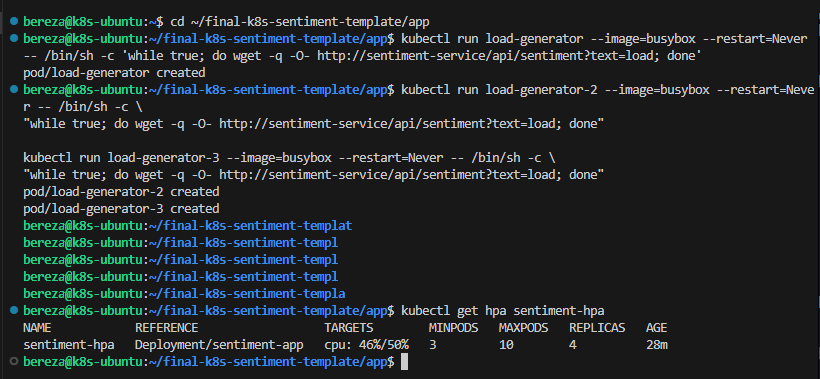 bereza@k8s-ubuntu:~$ cd ~/final-k8s-sentiment-template/app
bereza@k8s-ubuntu:~/final-k8s-sentiment-template/app$ kubectl run load-generator --image=busybox --restart=Never
-- /bin/sh -c 'while true; do wget -q -O- http://sentiment-service/api/sentiment?text=load; done'
pod/load-generator created
bereza@k8s-ubuntu:~/final-k8s-sentiment-template/app$ kubectl run load-generator-2 --image=busybox --restart=Neve
r -- /bin/sh -c \
"while true; do wget -q -O- http://sentiment-service/api/sentiment?text=load; done"
kubectl run load-generator-3 --image=busybox --restart=Never -- /bin/sh -c \
"while true; do wget -q -O- http://sentiment-service/api/sentiment?text=load; done"
pod/load-generator-2 created
pod/load-generator-3 created
bereza@k8s-ubuntu:~/final-k8s-sentiment-templat
bereza@k8s-ubuntu:~/final-k8s-sentiment-templ
bereza@k8s-ubuntu:~/final-k8s-sentiment-templ
bereza@k8s-ubuntu:~/final-k8s-sentiment-templ
bereza@k8s-ubuntu:~/final-k8s-sentiment-templa
bereza@k8s-ubuntu:~/final-k8s-sentiment-template/app$ kubectl get hpa sentiment-hpa
NAME REFERENCE TARGETS MINPODS MAXPODS REPLICAS AGE
sentiment-hpa Deployment/sentiment-app cpu: 46%/50% 3 10 4 28m
bereza@k8s-ubuntu:~/final-k8s-sentiment-template/app$